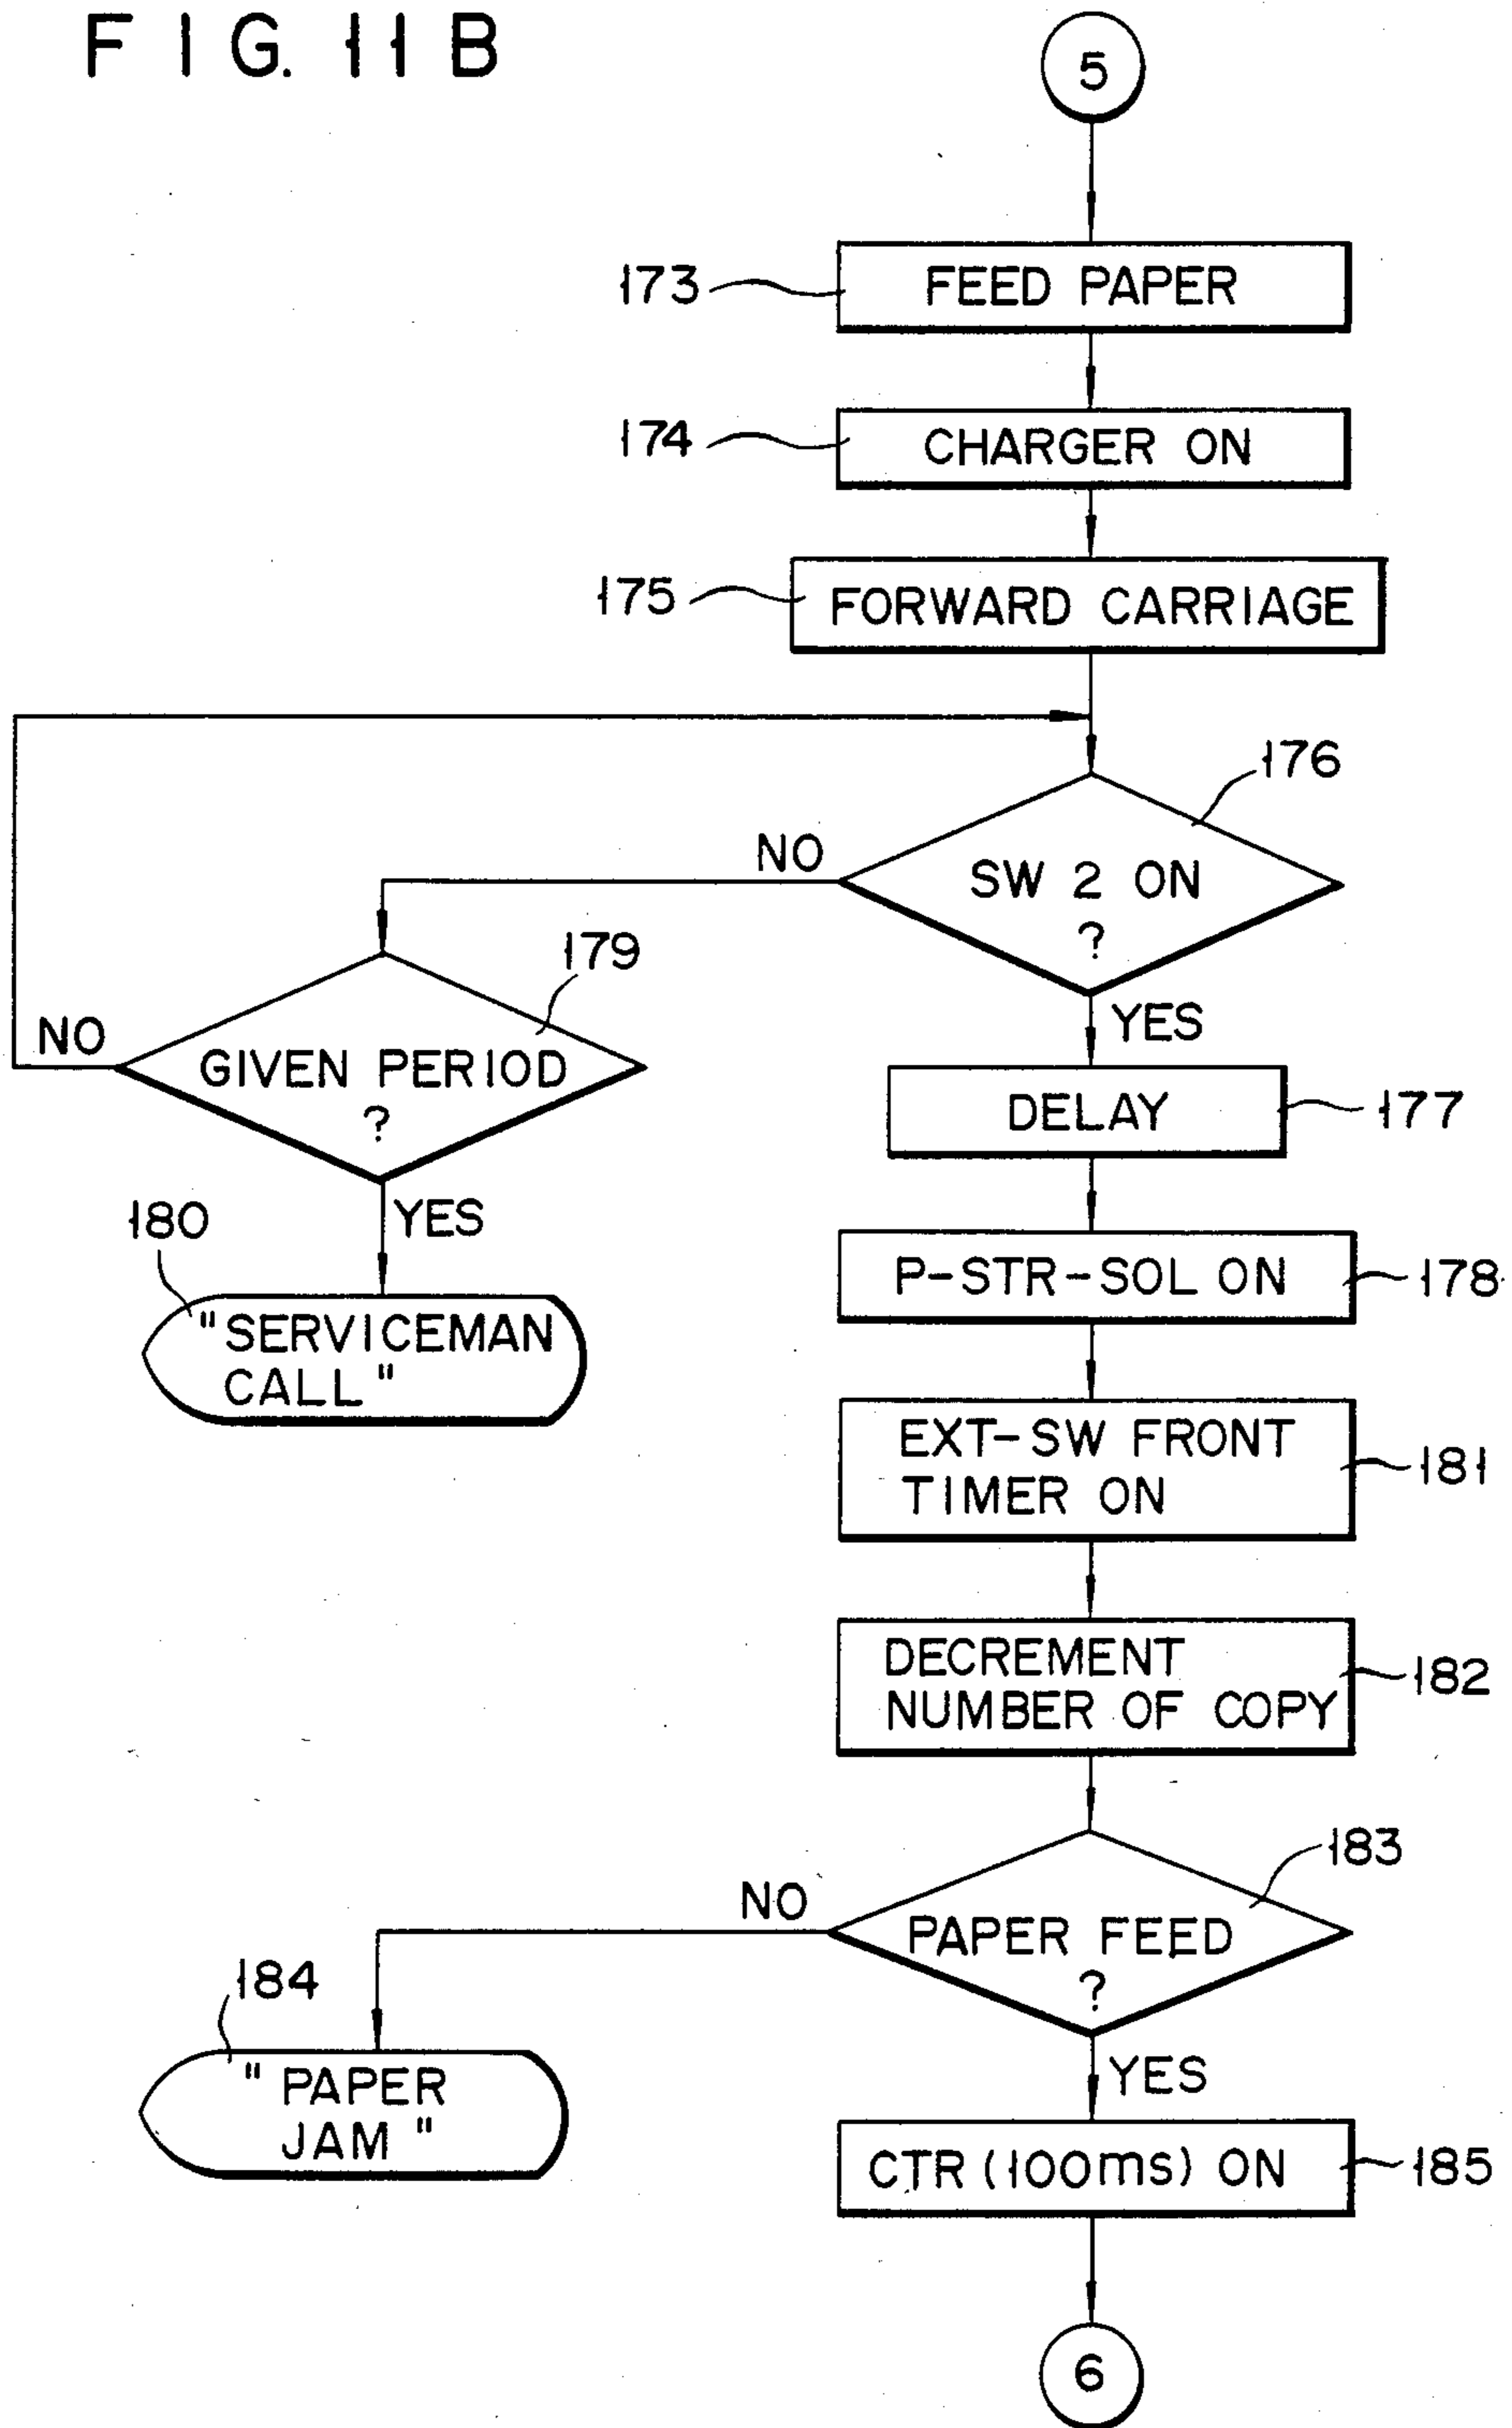 FIG. 11B
5
173
FEED PAPER
174
CHARGER ON
175
FORWARD CARRIAGE
176
NO
SW 2 ON
?
179
YES
NO
GIVEN PERIOD
?
DELAY
177
180
YES
P-STR-SOL ON
178
"SERVICEMAN
CALL"
EXT-SW FRONT
TIMER ON
181
DECREMENT
NUMBER OF COPY
182
183
NO
PAPER FEED
?
184
YES
"PAPER
JAM"
CTR (100ms) ON
185
6